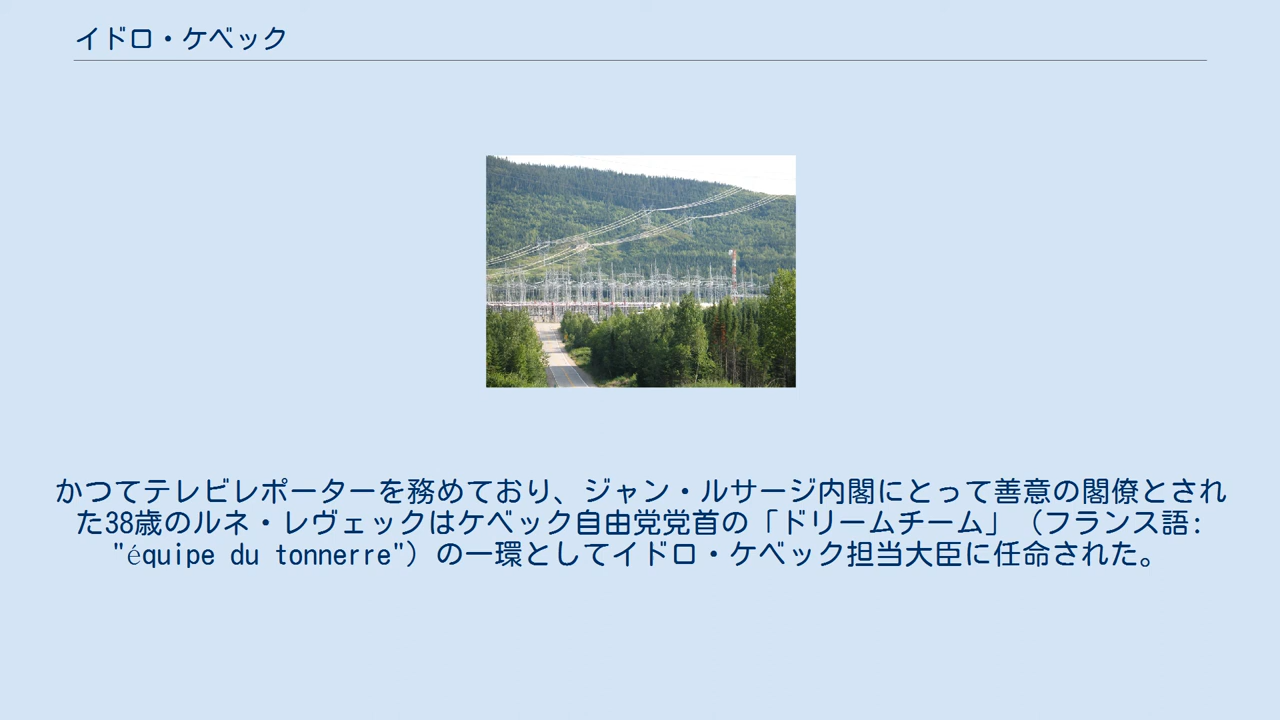 イドロ・ケベック
かつてテレビレポーターを務めており、ジャン・ルサージ内閣にとって善意の閣僚とされ
た38歳のルネ・レヴェックはケベック自由党党首の「ドリームチーム」（フランス語:
"équipe du tonnerre"）の一環としてイドロ・ケベック担当大臣に任命された。